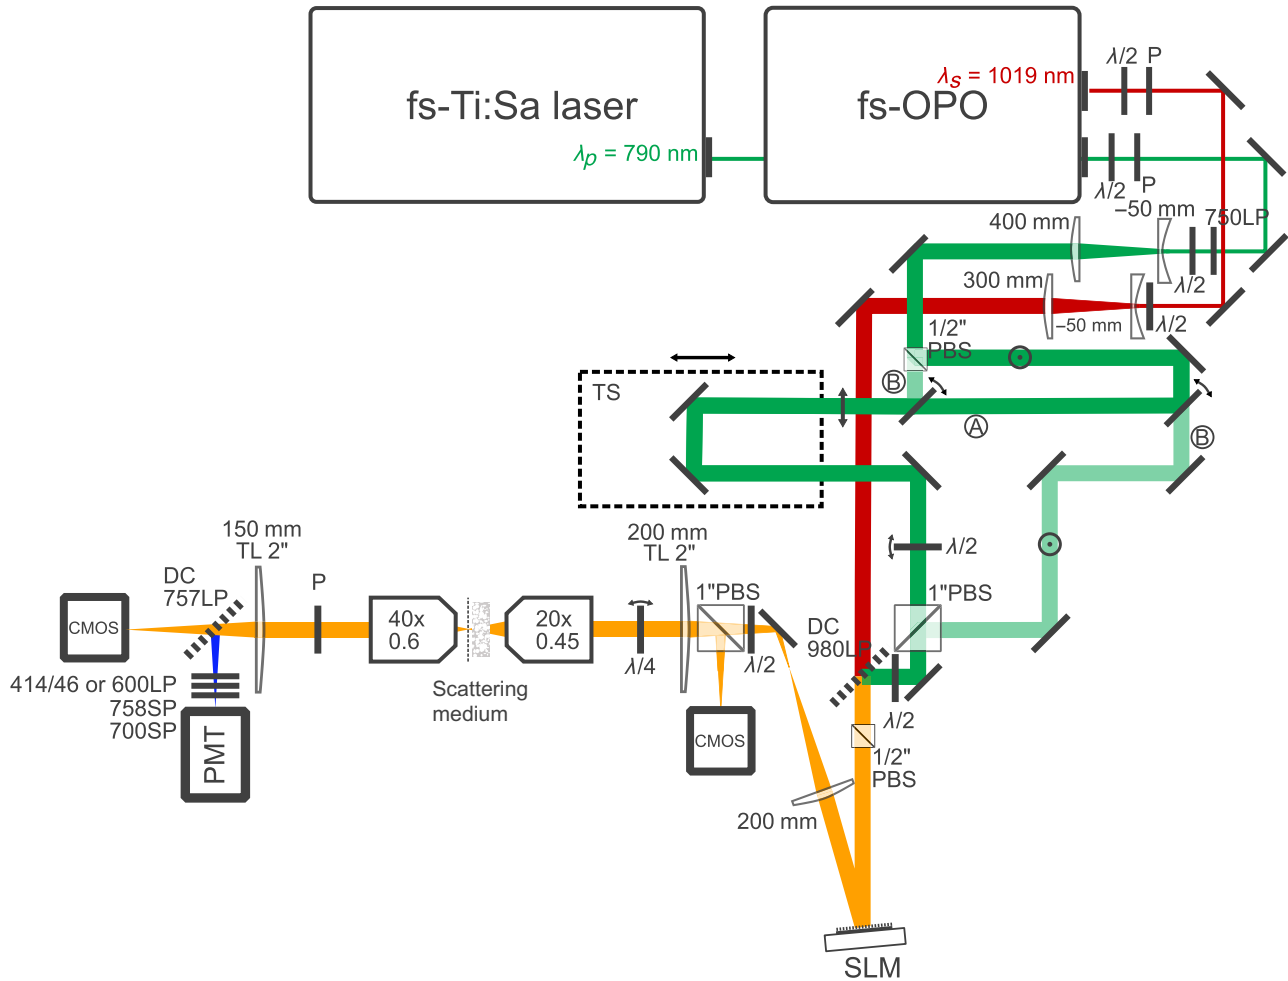 fs-Ti:Sa laser
λp = 790 nm
fs-OPO
λs = 1019 nm
λ/2 P
λ/2 P
−50 mm
750LP
400 mm
λ/2
300 mm
−50 mm
λ/2
1/2"
PBS
TS
B
A
B
λ/2
1"PBS
150 mm
TL 2"
200 mm
TL 2"
DC
757LP
P
1"PBS
CMOS
40x
0.6
20x
0.45
DC
980LP
λ/4
λ/2
414/46 or 600LP
758SP
700SP
Scattering
medium
λ/2
PMT
CMOS
1/2"
PBS
200 mm
SLM